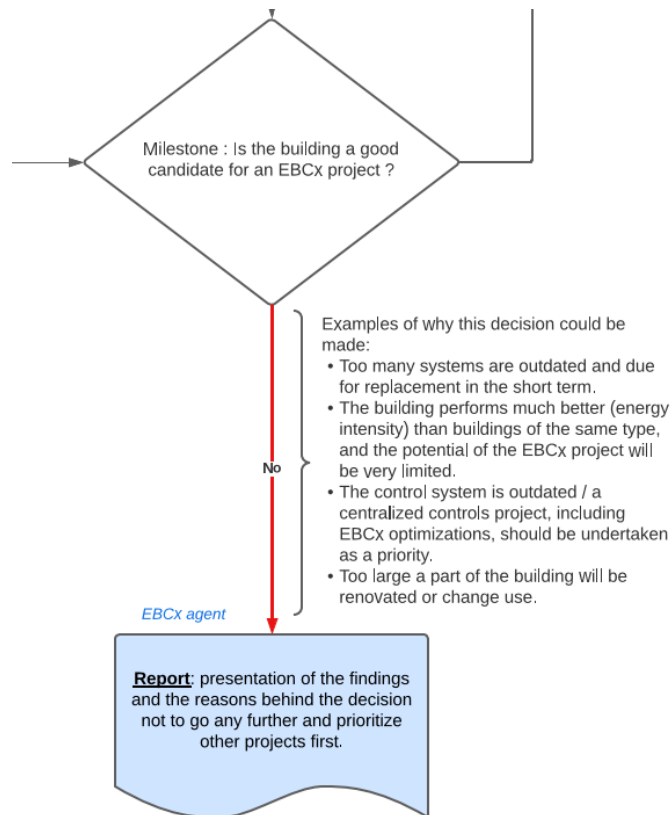 Milestone : Is the building a good
candidate for an EBCx project ?
Examples of why this decision could be
made:
• Too many systems are outdated and due
for replacement in the short term.
• The building performs much better (energy
intensity) than buildings of the same type,
and the potential of the EBCx project will
be very limited.
• The control system is outdated / a
centralized controls project, including
EBCx optimizations, should be undertaken
as a priority.
• Too large a part of the building will be
renovated or change use.
No
EBCx agent
Report: presentation of the findings
and the reasons behind the decision
not to go any further and prioritize
other projects first.